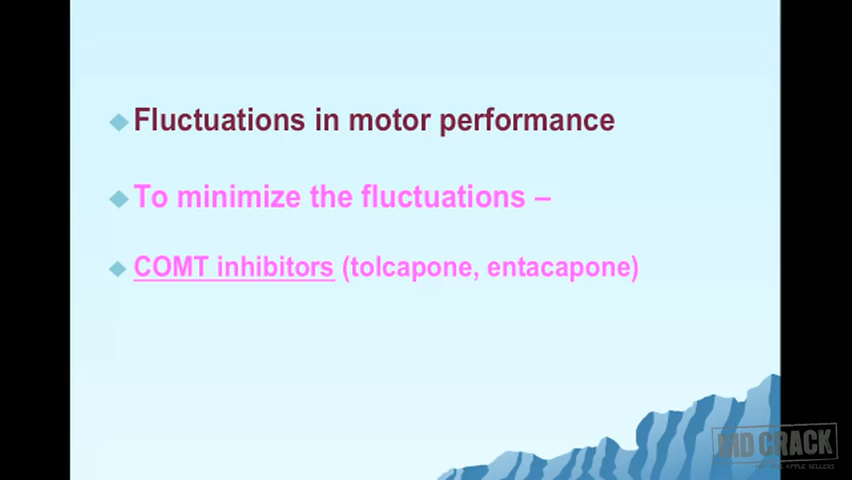 Fluctuations in motor performance
To minimize the fluctuations –
COMT inhibitors (tolcapone, entacapone)
MD CRACK